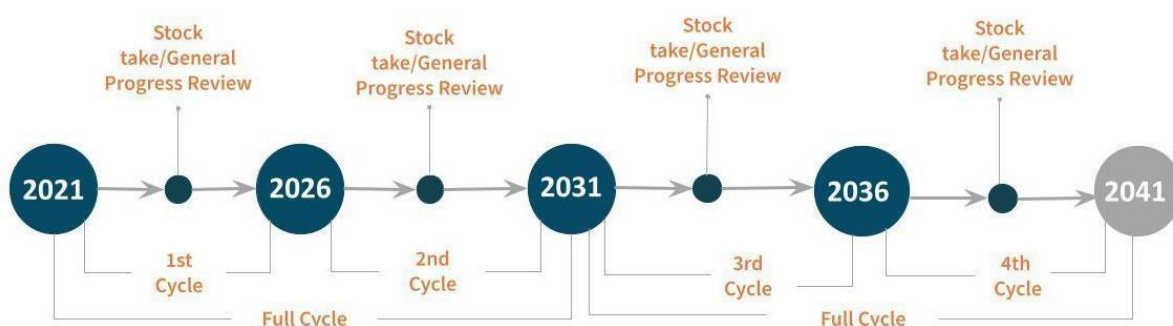 Stock
take/General
Progress Review
Stock
take/General
Progress Review
Stock
take/General
Progress Review
Stock
take/General
Progress Review
2021
2026
2031
2036
2041
1st
Cycle
2nd
Cycle
3rd
Cycle
4th
Cycle
Full Cycle
Full Cycle